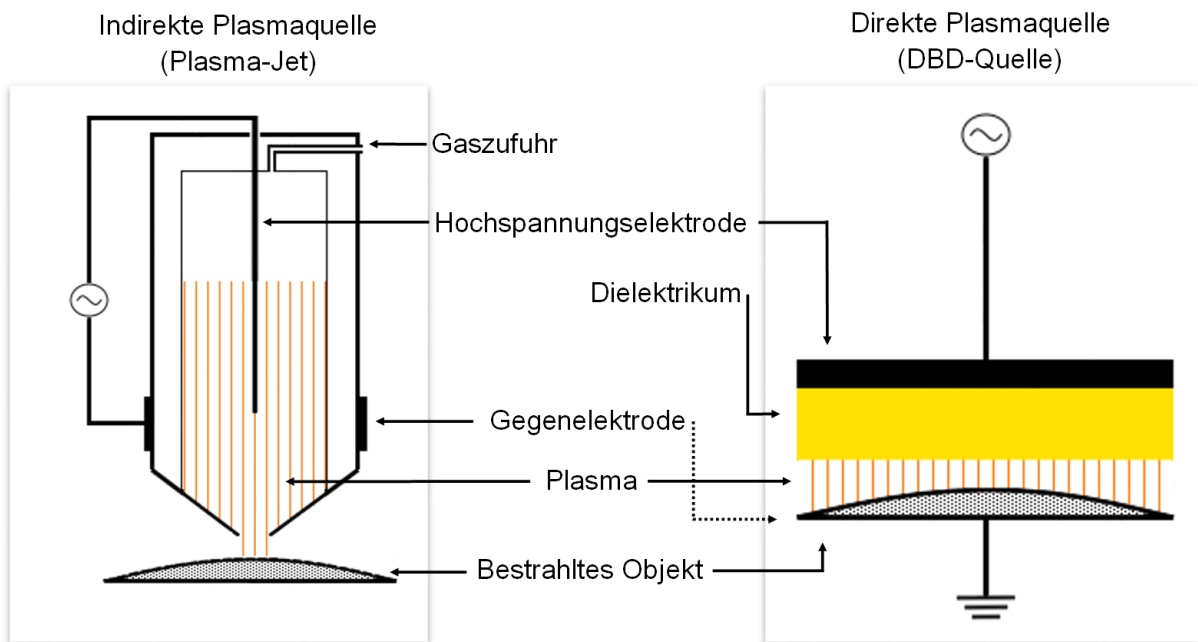 Indirekte Plasmaquelle
(Plasma-Jet)
Direkte Plasmaquelle
(DBD-Quelle)
Gaszufuhr
Hochspannungselektrode
Dielektrikum
Gegenelektrode
Plasma
Bestrahltes Objekt